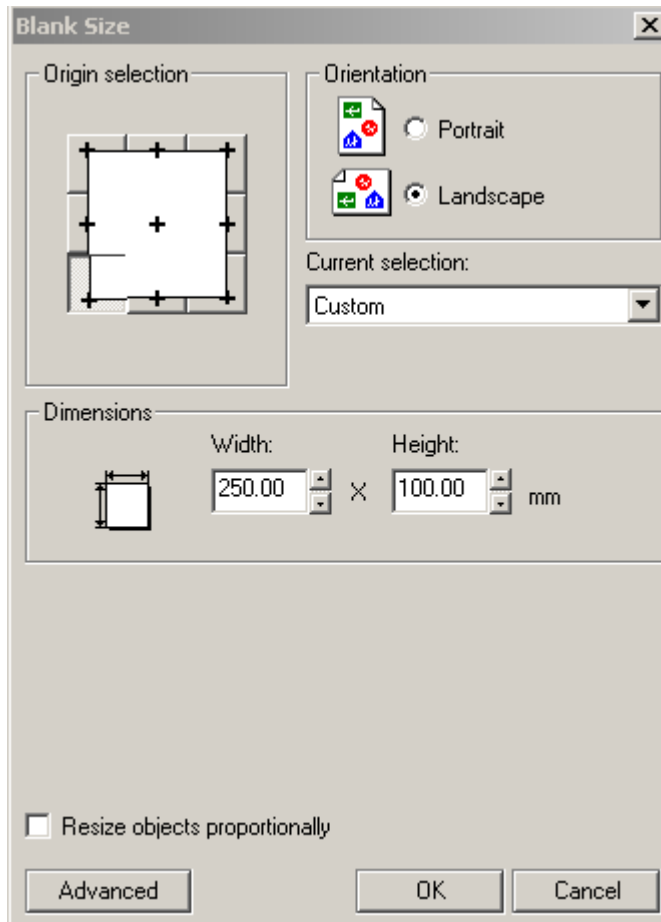 Blank Size
Origin selection
Orientation
Portrait
Landscape
Current selection:
Custom
Dimensions
Width:
Height:
250.00 X 100.00 mm
Resize objects proportionally
Advanced
OK
Cancel